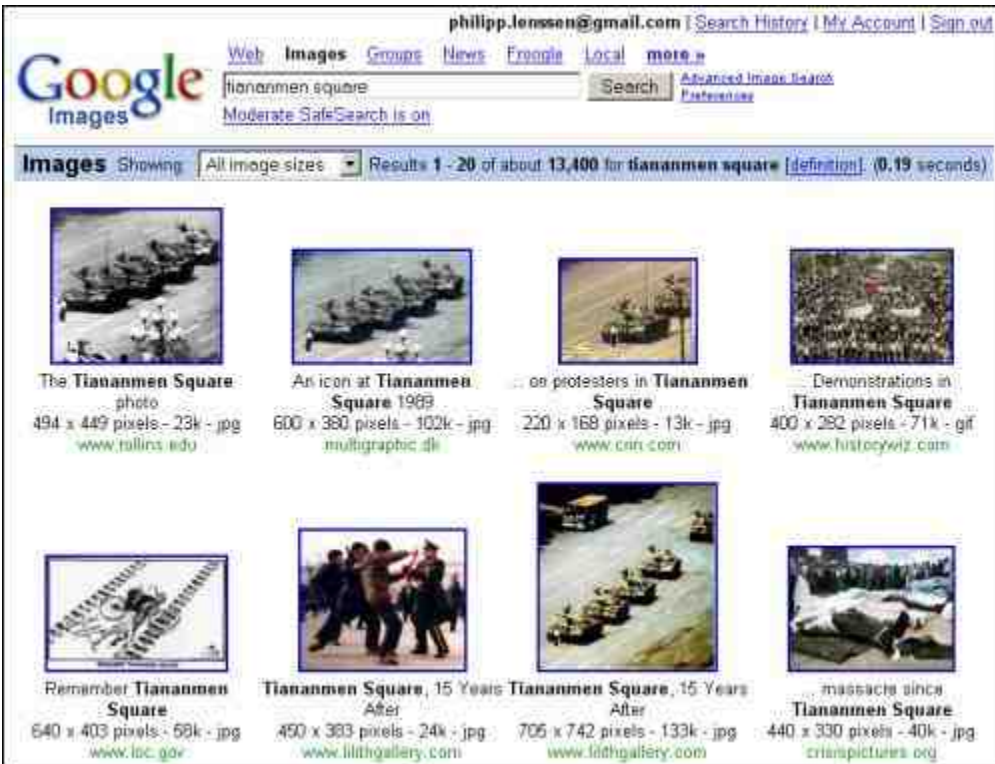 philipp.lenssen@gmail.com | Search History | My Account | Sign out
Google
Images
Web Images Groups News Froogle Local more »
tiananmen square Search Advanced Image Search
Preferences
Moderate SafeSearch is on
Images Showing: All image sizes Results 1 - 20 of about 13,400 for tiananmen square [definition]. (0.19 seconds)
The Tiananmen Square
photo
494 x 449 pixels - 23k - jpg
www.rollins.edu
An icon at Tiananmen
Square 1989
600 x 380 pixels - 102k - jpg
multigraphic.dk
... on protesters in Tiananmen
Square
220 x 168 pixels - 13k - jpg
www.cnn.com
... Demonstrations in
Tiananmen Square
400 x 282 pixels - 71k - gif
www.historywiz.com
Remember Tiananmen
Square
640 x 403 pixels - 58k - jpg
www.loc.gov
Tiananmen Square, 15 Years
After
450 x 383 pixels - 24k - jpg
www.lilithgallery.com
Tiananmen Square, 15 Years
After
705 x 742 pixels - 133k - jpg
www.lilithgallery.com
... massacre since
Tiananmen Square
440 x 330 pixels - 40k - jpg
crisispictures.org